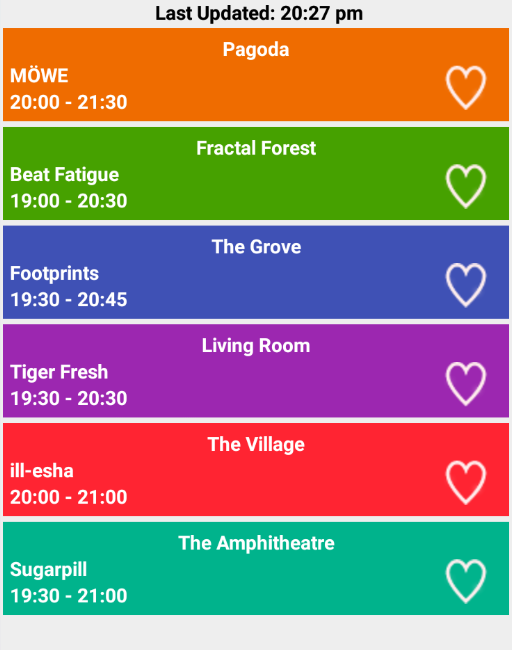 Last Updated: 20:27 pm
Pagoda
MÖWE
20:00 - 21:30
Fractal Forest
Beat Fatigue
19:00 - 20:30
The Grove
Footprints
19:30 - 20:45
Living Room
Tiger Fresh
19:30 - 20:30
The Village
ill-esha
20:00 - 21:00
The Amphitheatre
Sugarpill
19:30 - 21:00